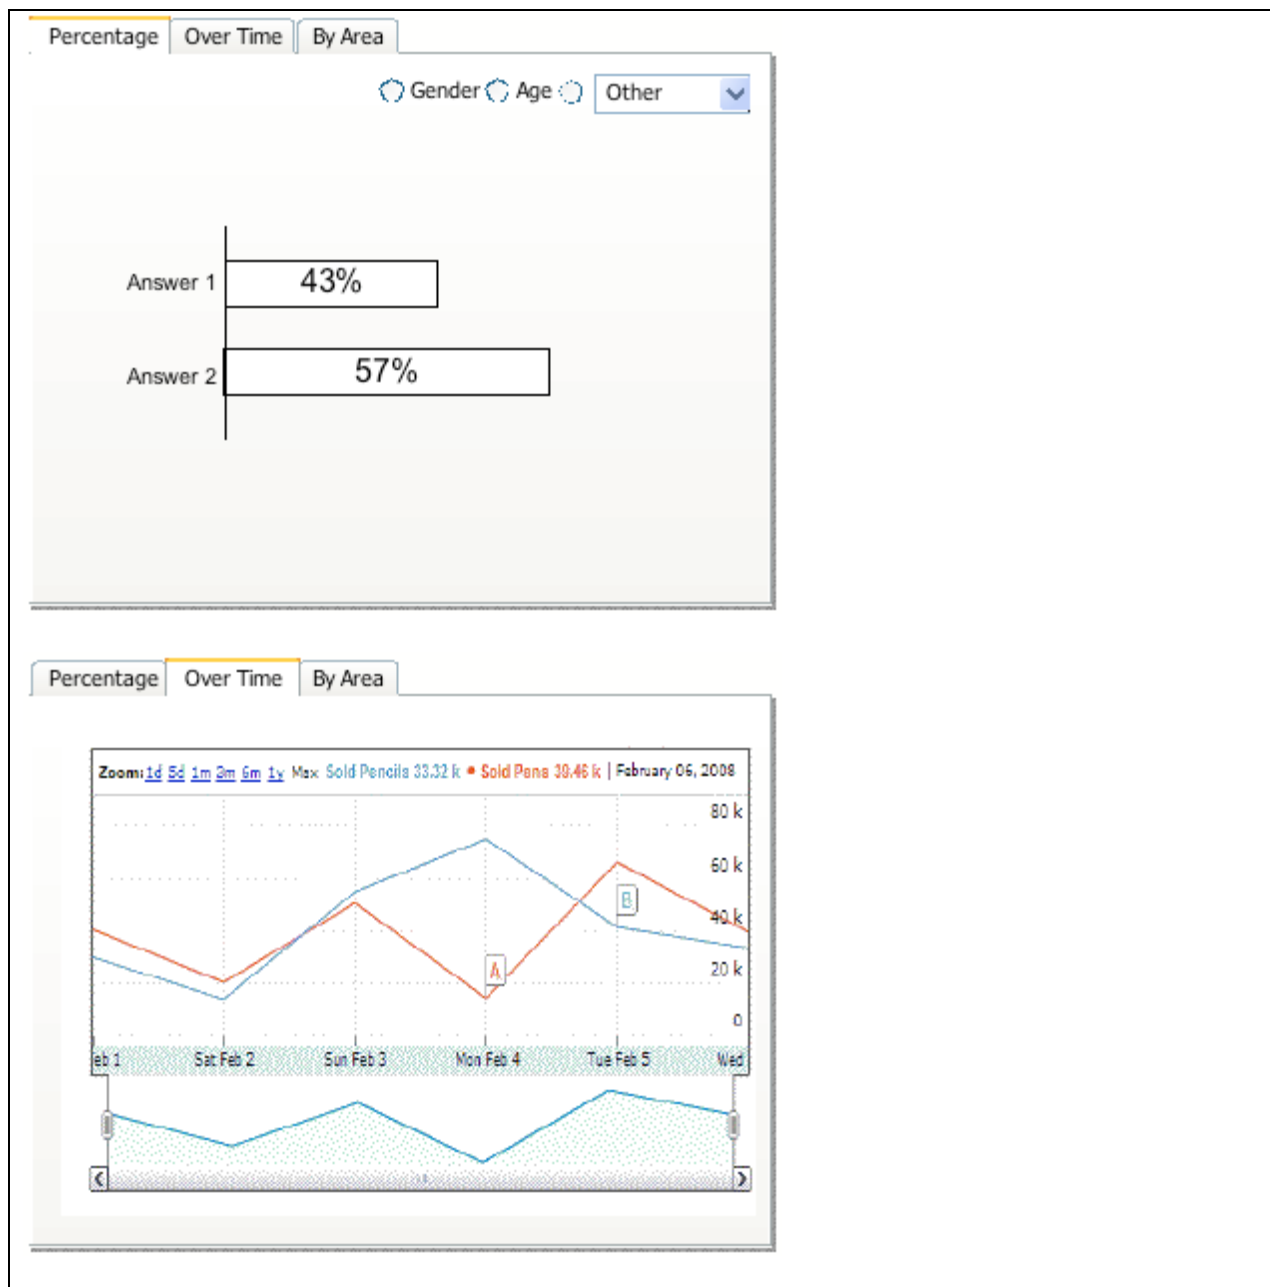 Percentage Over Time By Area
Gender Age Other
Answer 1 43%
Answer 2 57%
Percentage Over Time By Area
Zoom: 1d 5d 1m 3m 6m 1y Max Sold Pencils 33.32 k • Sold Pens 39.46 k | February 06, 2008
80 k
60 k
B
40 k
A
20 k
0
eb 1 Sat Feb 2 Sun Feb 3 Mon Feb 4 Tue Feb 5 Wed